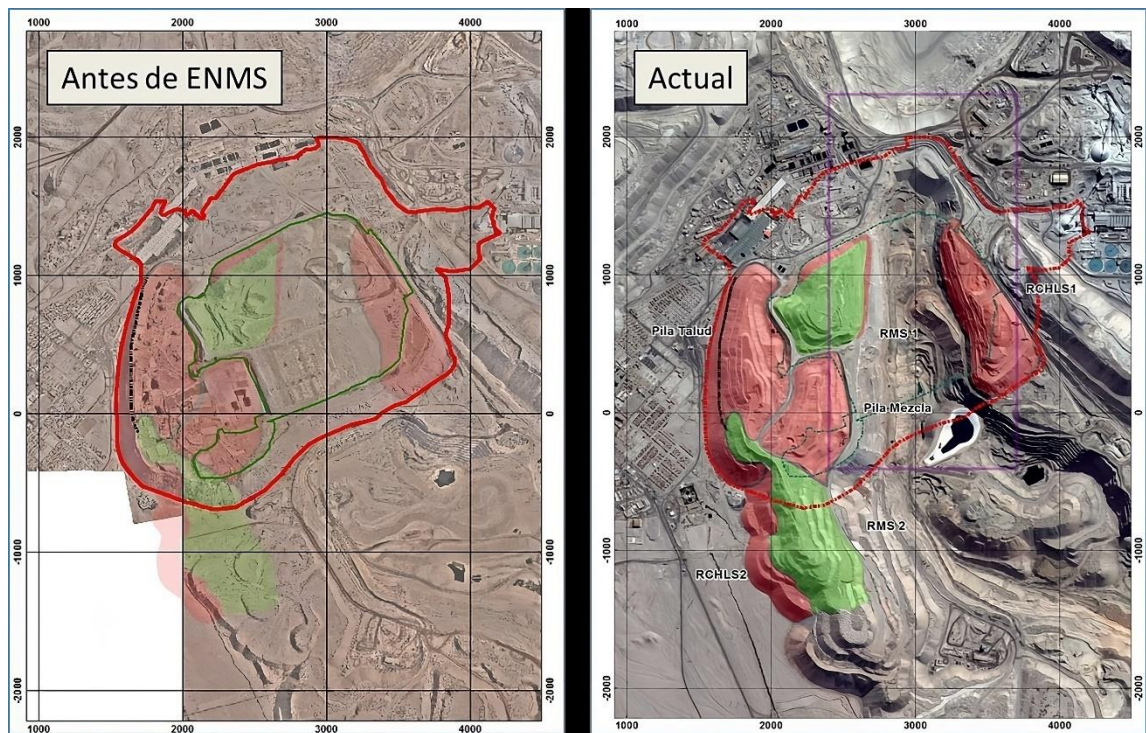 1000 2000 3000 4000
Antes de ENMS
2000
1000
0
-1000
-2000
1000 2000 3000 4000
1000 2000 3000 4000
Actual
2000
1000
RCHLS1
Pila Talud
RMS 1
0
Pila Mezcla
RMS 2
-1000
RCHLS2
-2000
1000 2000 3000 4000